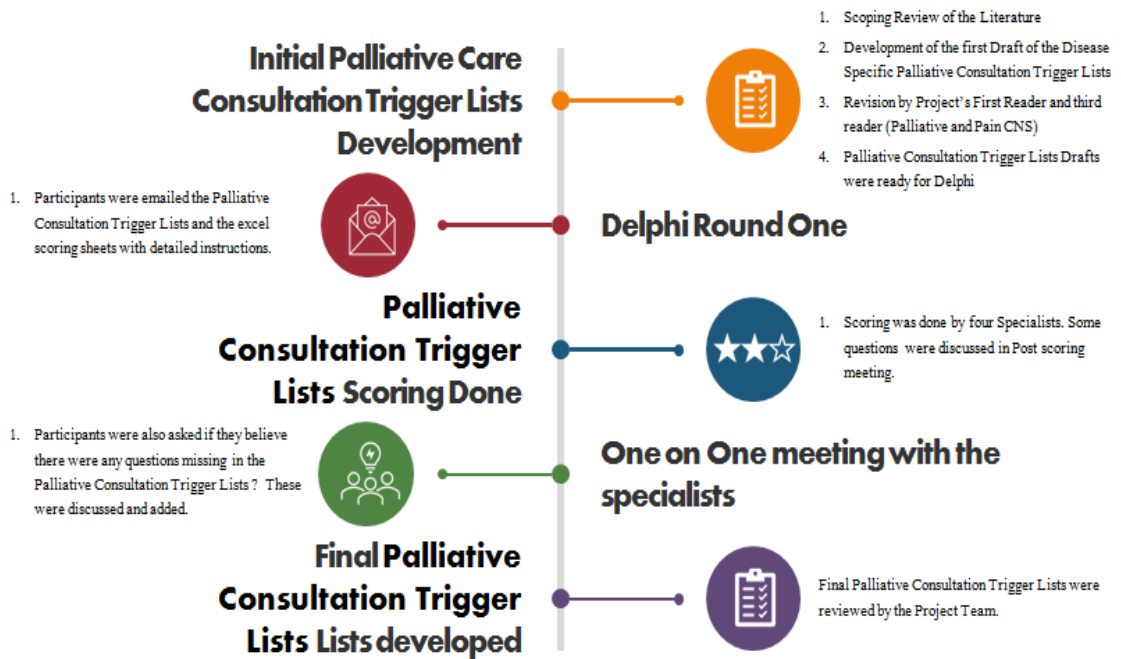 Initial Palliative Care
Consultation Trigger Lists
Development
1. Scoping Review of the Literature
2. Development of the first Draft of the Disease
Specific Palliative Consultation Trigger Lists
3. Revision by Project's First Reader and third
reader (Palliative and Pain CNS)
4. Palliative Consultation Trigger Lists Drafts
were ready for Delphi
Delphi Round One
1. Participants were emailed the Palliative
Consultation Trigger Lists and the excel
scoring sheets with detailed instructions.
@
Palliative
Consultation Trigger
Lists Scoring Done
1. Scoring was done by four Specialists. Some
questions were discussed in Post scoring
meeting.
One on One meeting with the
specialists
1. Participants were also asked if they believe
there were any questions missing in the
Palliative Consultation Trigger Lists ? These
were discussed and added.
Final Palliative
Consultation Trigger
Lists Lists developed
Final Palliative Consultation Trigger Lists were
reviewed by the Project Team.